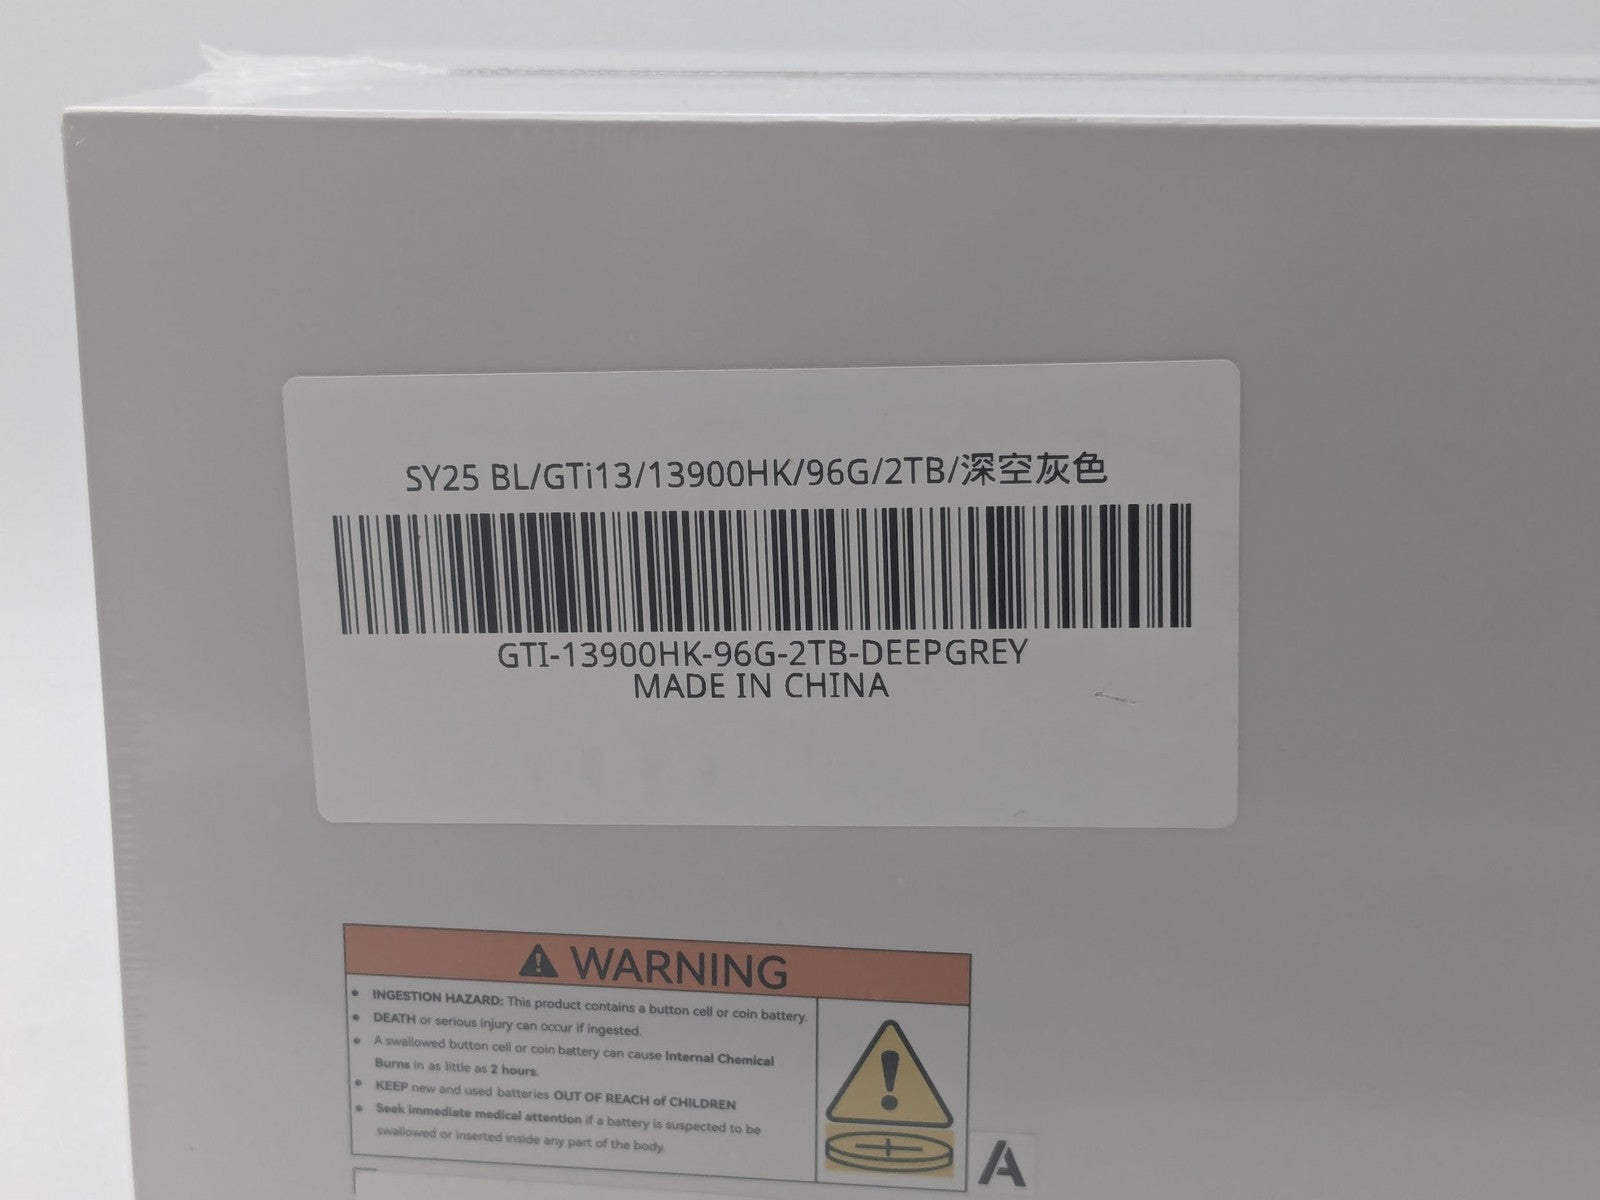 SY25 BL/GTi13/13900HK/96G/2TB/深空灰色
GTI-13900HK-96G-2TB-DEEPGREY
MADE IN CHINA
WARNING
INGESTION HAZARD: This product contains a button cell or coin battery.
DEATH or serious injury can occur if ingested.
A swallowed button cell or coin battery can cause Internal Chemical
Burns in as little as 2 hours.
KEEP new and used batteries OUT OF REACH of CHILDREN
Seek immediate medical attention if a battery is suspected to be
swallowed or inserted inside any part of the body.
A